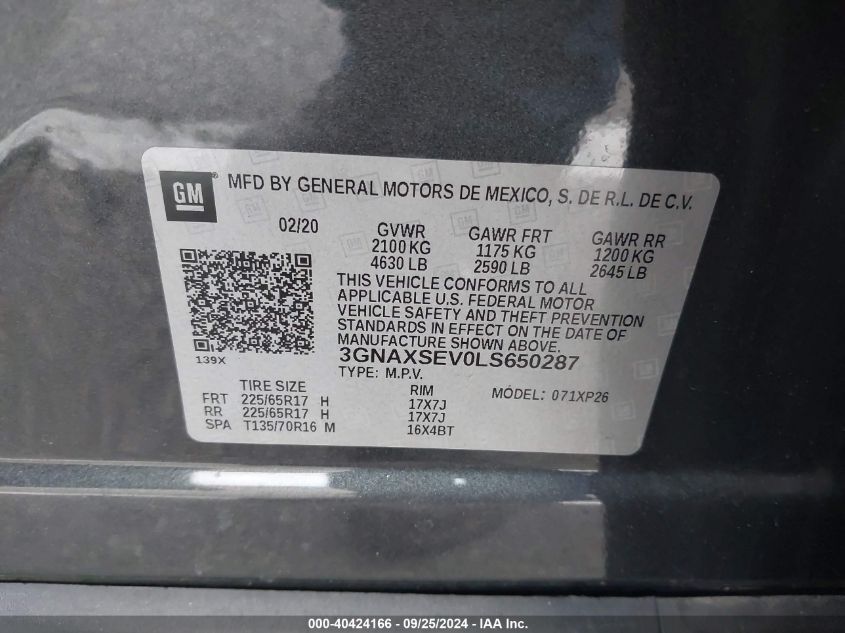 GM ® MFD BY GENERAL MOTORS DE MEXICO, S. DE R.L. DE C.V.
02/20 GVWR GAWR FRT GAWR RR
2100 KG 1175 KG 1200 KG
4630 LB 2590 LB 2645 LB
THIS VEHICLE CONFORMS TO ALL
APPLICABLE U.S. FEDERAL MOTOR
VEHICLE SAFETY AND THEFT PREVENTION
STANDARDS IN EFFECT ON THE DATE OF
MANUFACTURE SHOWN ABOVE.
139X 3GNAXSEV0LS650287
TYPE: M.P.V.
TIRE SIZE RIM MÓDEL: 071XP26
FRT 225/65R17 H 17X7J
RR 225/65R17 H 17X7J
SPA T135/70R16 M 16X4BT
000-40424166 - 09/25/2024 - IAA Inc.